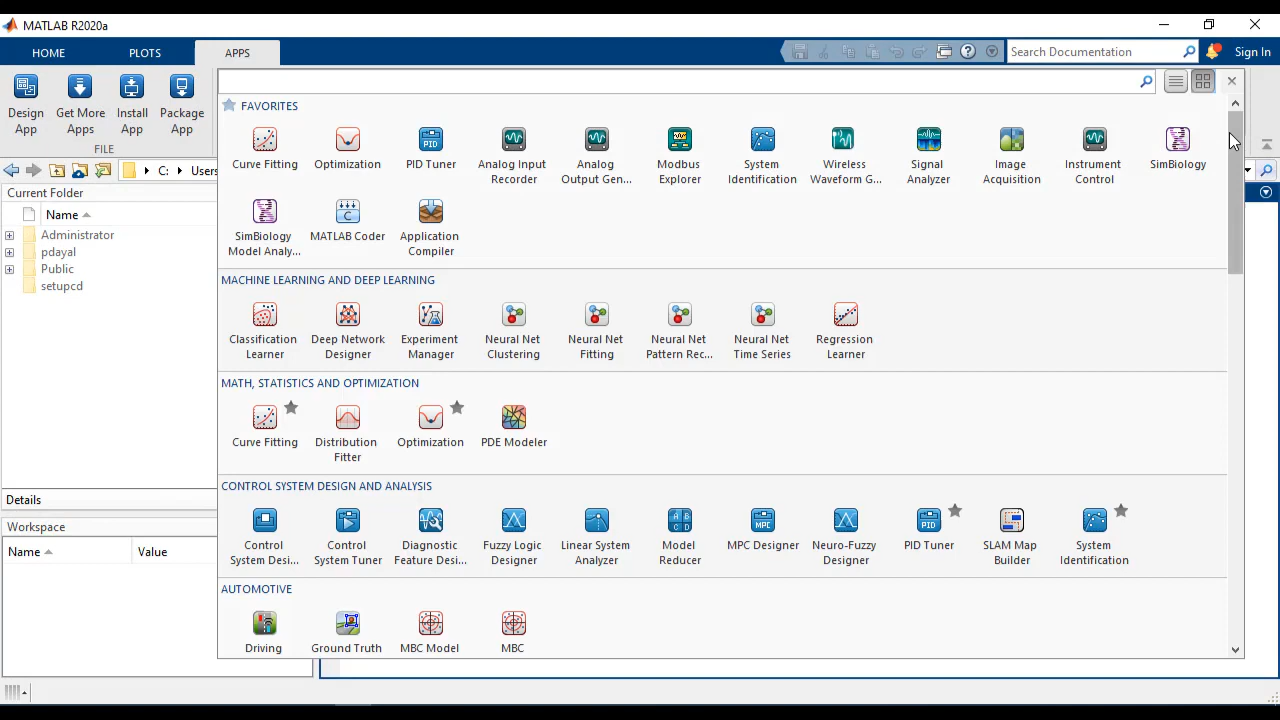 MATLAB R2020a
HOME PLOTS APPS
Search Documentation
Sign In
Design App
Get More Apps
Install App
Package App
FILE
C: Users
Current Folder
Name
Administrator
pdayal
Public
setupcd
Details
Workspace
Name Value
FAVORITES
Curve Fitting
Optimization
PID Tuner
Analog Input Recorder
Analog Output Gen...
Modbus Explorer
System Identification
Wireless Waveform G...
Signal Analyzer
Image Acquisition
Instrument Control
SimBiology
SimBiology Model Analy...
MATLAB Coder
Application Compiler
MACHINE LEARNING AND DEEP LEARNING
Classification Learner
Deep Network Designer
Experiment Manager
Neural Net Clustering
Neural Net Fitting
Neural Net Pattern Rec...
Neural Net Time Series
Regression Learner
MATH, STATISTICS AND OPTIMIZATION
Curve Fitting
Distribution Fitter
Optimization
PDE Modeler
CONTROL SYSTEM DESIGN AND ANALYSIS
Control System Desi...
Control System Tuner
Diagnostic Feature Desi...
Fuzzy Logic Designer
Linear System Analyzer
Model Reducer
MPC Designer
Neuro-Fuzzy Designer
PID Tuner
SLAM Map Builder
System Identification
AUTOMOTIVE
Driving
Ground Truth
MBC Model
MBC